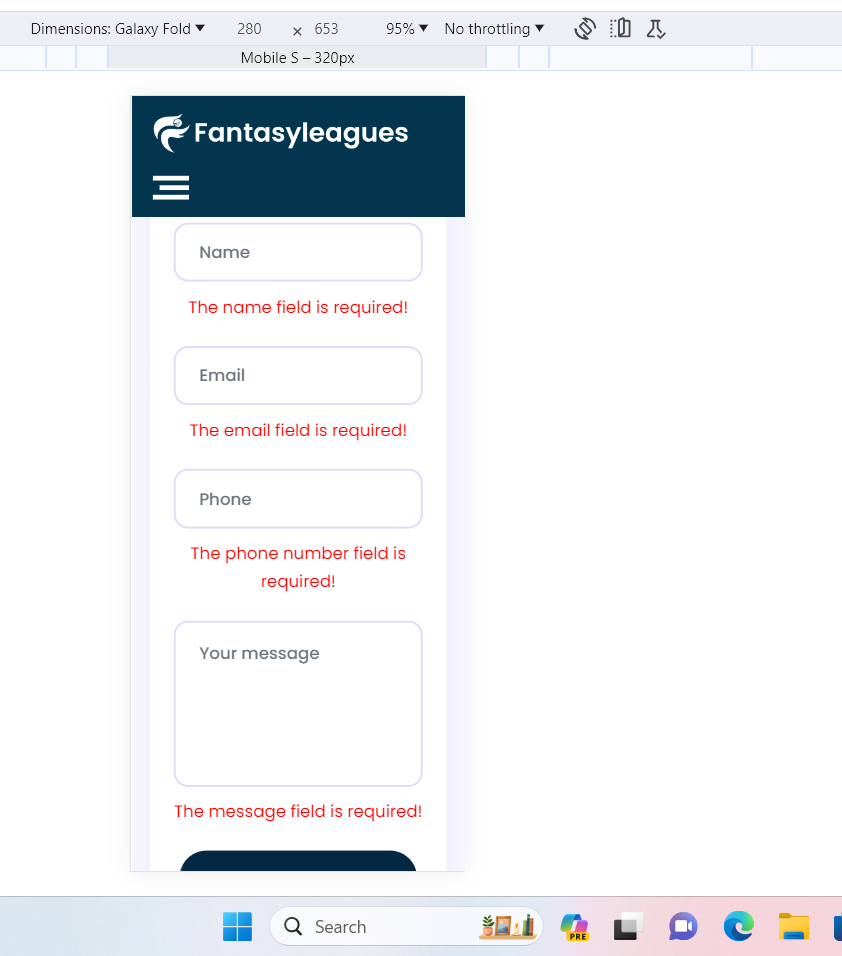 Dimensions: Galaxy Fold 280 × 653 95% No throttling
Mobile S – 320px
Fantasyleagues
Name
The name field is required!
Email
The email field is required!
Phone
The phone number field is
required!
Your message
The message field is required!
Search
PRE